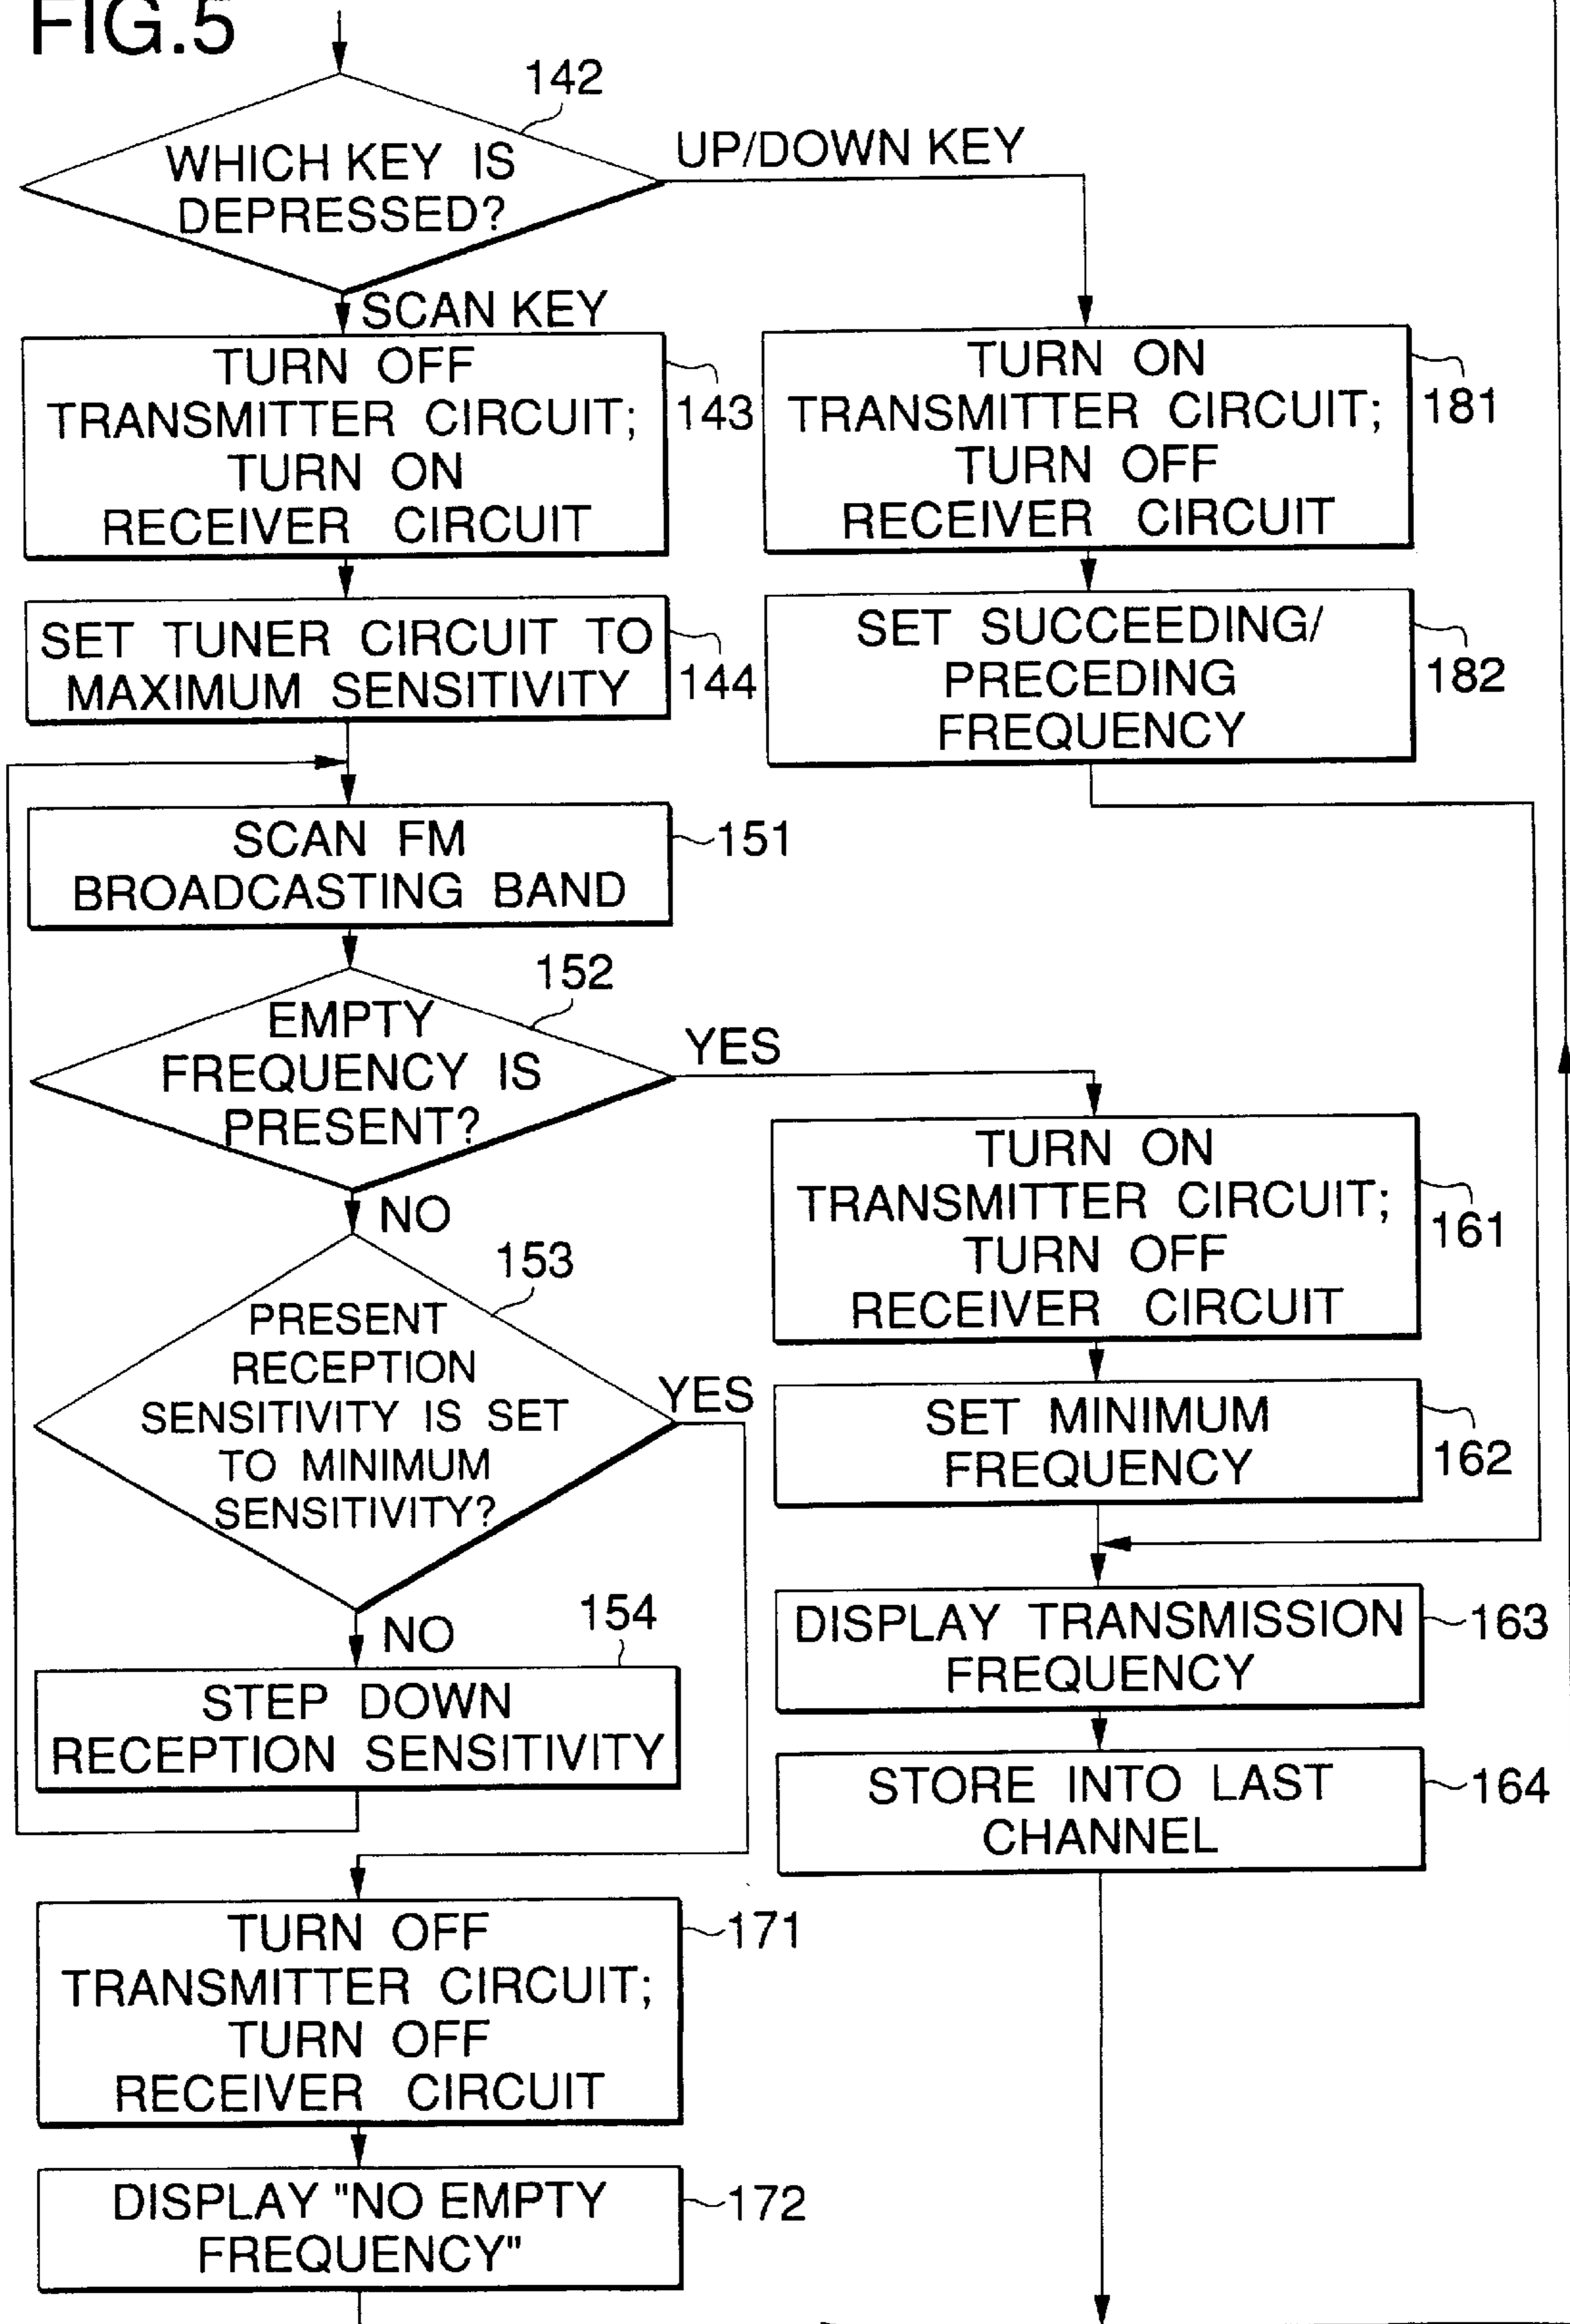 FIG.5
142
WHICH KEY IS
DEPRESSED?
UP/DOWN KEY
SCAN KEY
TURN OFF
TRANSMITTER CIRCUIT;
TURN ON
RECEIVER CIRCUIT
143
TURN ON
TRANSMITTER CIRCUIT;
TURN OFF
RECEIVER CIRCUIT
181
SET TUNER CIRCUIT TO
MAXIMUM SENSITIVITY
144
SET SUCCEEDING/
PRECEDING
FREQUENCY
182
SCAN FM
BROADCASTING BAND
151
152
EMPTY
FREQUENCY IS
PRESENT?
YES
NO
TURN ON
TRANSMITTER CIRCUIT;
TURN OFF
RECEIVER CIRCUIT
161
153
PRESENT
RECEPTION
SENSITIVITY IS SET
TO MINIMUM
SENSITIVITY?
YES
NO
SET MINIMUM
FREQUENCY
162
154
STEP DOWN
RECEPTION SENSITIVITY
DISPLAY TRANSMISSION
FREQUENCY
163
STORE INTO LAST
CHANNEL
164
TURN OFF
TRANSMITTER CIRCUIT;
TURN OFF
RECEIVER CIRCUIT
171
DISPLAY "NO EMPTY
FREQUENCY"
172